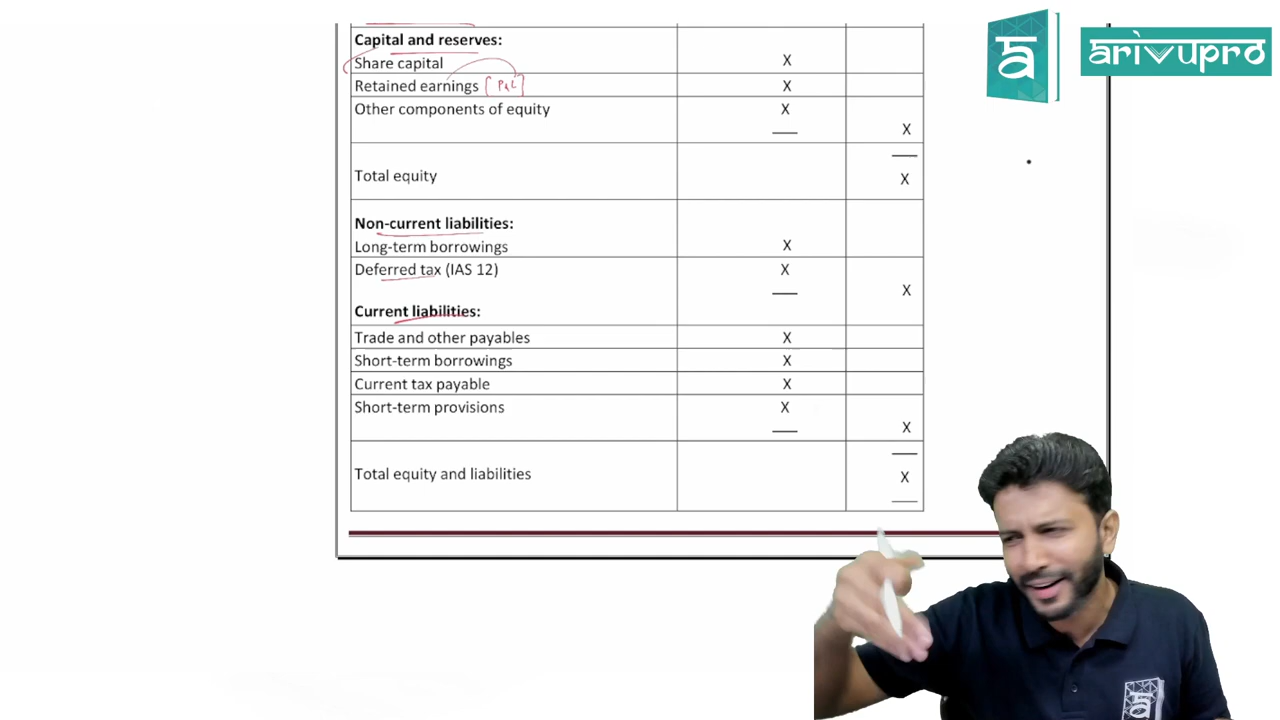 arivupro
Capital and reserves:
Share capital X
Retained earnings [P&L] X
Other components of equity X
X
Total equity X
Non-current liabilities:
Long-term borrowings X
Deferred tax (IAS 12) X
X
Current liabilities:
Trade and other payables X
Short-term borrowings X
Current tax payable X
Short-term provisions X
X
Total equity and liabilities X